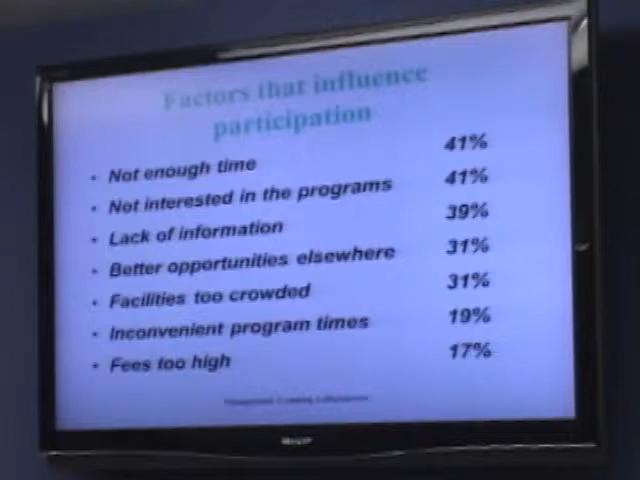 Factors that influence
participation
• Not enough time 41%
• Not interested in the programs 41%
• Lack of information 39%
• Better opportunities elsewhere 31%
• Facilities too crowded 31%
• Inconvenient program times 19%
• Fees too high 17%